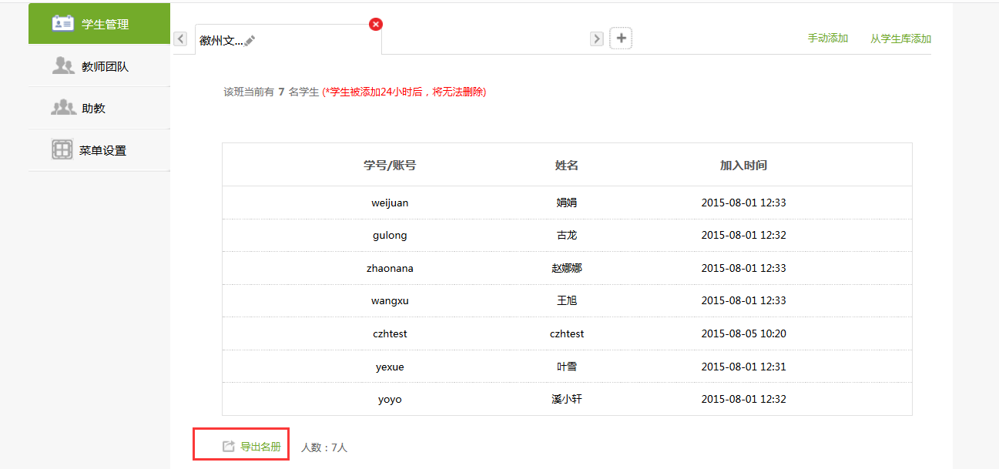 学生管理
教师团队
助教
菜单设置
徽州文...
手动添加
从学生库添加
该班当前有 7 名学生 (*学生被添加24小时后，将无法删除)
学号/账号 姓名 加入时间
weijuan 娟娟 2015-08-01 12:33
gulong 古龙 2015-08-01 12:32
zhaonana 赵娜娜 2015-08-01 12:33
wangxu 王旭 2015-08-01 12:33
czhtest czhtest 2015-08-05 10:20
yexue 叶雪 2015-08-01 12:31
yoyo 溪小轩 2015-08-01 12:32
导出名册 人数：7人